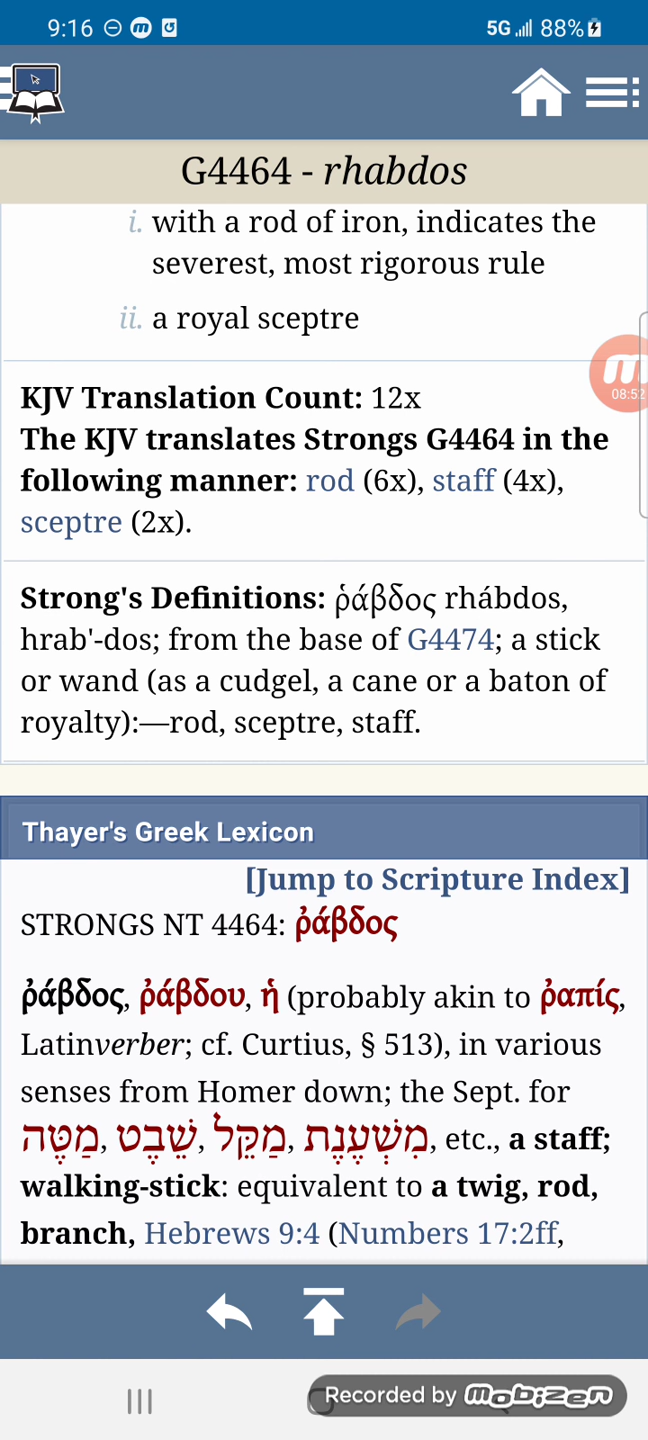 9:16
5G 88%
G4464 - rhabdos
i. with a rod of iron, indicates the
severest, most rigorous rule
ii. a royal sceptre
08:52
KJV Translation Count: 12x
The KJV translates Strongs G4464 in the
following manner: rod (6x), staff (4x),
sceptre (2x).
Strong's Definitions: ῥάβδος rhábdos,
hrab'-dos; from the base of G4474; a stick
or wand (as a cudgel, a cane or a baton of
royalty):—rod, sceptre, staff.
Thayer's Greek Lexicon
[Jump to Scripture Index]
STRONGS NT 4464: ῤάβδος
ῤάβδος, ῤάβδου, ἡ (probably akin to ῤαπίς,
Latinverber; cf. Curtius, § 513), in various
senses from Homer down; the Sept. for
מַטֶּה, שֵׁבֶט, מַקֵּל, מִשְׁעֶנֶת, etc., a staff;
walking-stick: equivalent to a twig, rod,
branch, Hebrews 9:4 (Numbers 17:2ff,
Recorded by mobizen